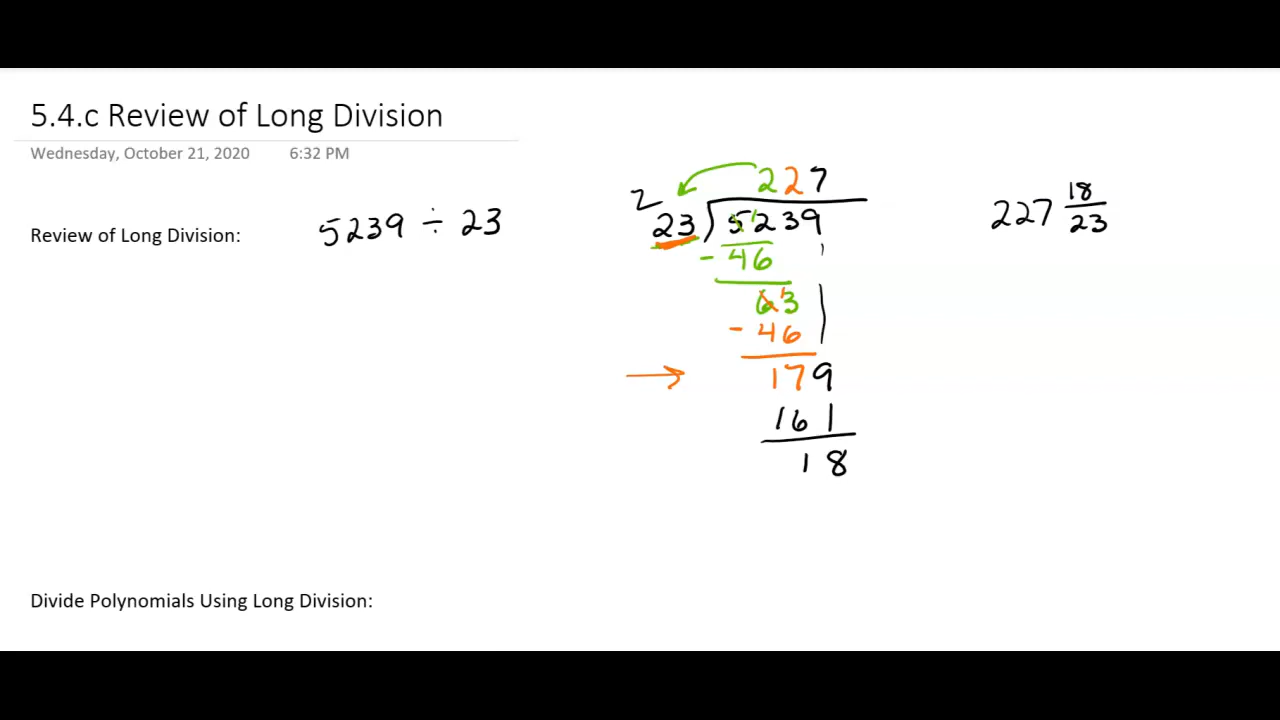 5.4.c Review of Long Division
Wednesday, October 21, 2020 6:32 PM
Review of Long Division:
5239 ÷ 23
227
2
23)5239
- 46
63
- 46
→ 179
161
18
227 18/23
Divide Polynomials Using Long Division: